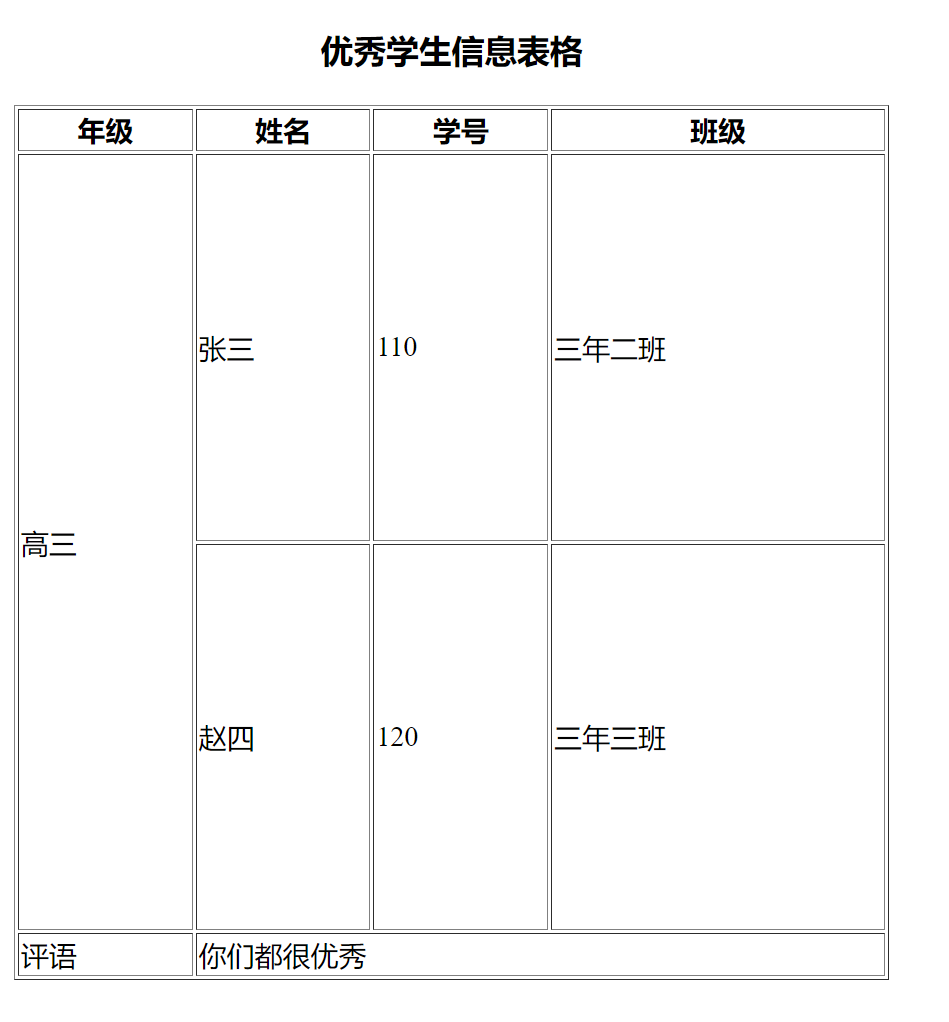 优秀学生信息表格
年级 姓名 学号 班级
张三 110 三年二班
高三
赵四 120 三年三班
评语 你们都很优秀